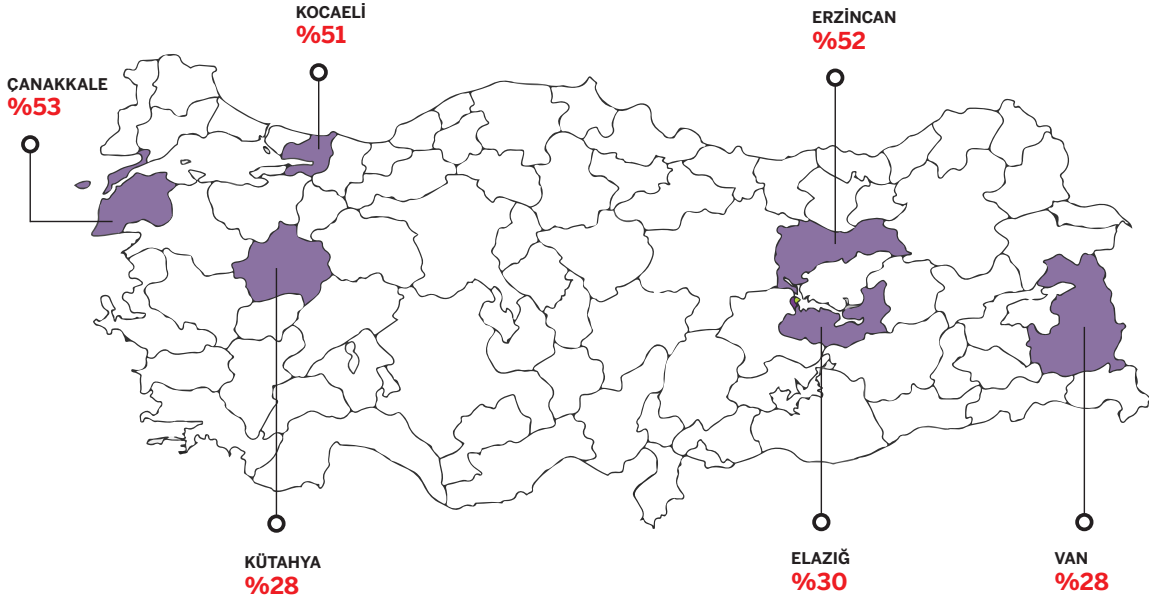 KOCAELİ
%51
ERZİNCAN
%52
ÇANAKKALE
%53
KÜTAHYA
%28
ELAZIĞ
%30
VAN
%28